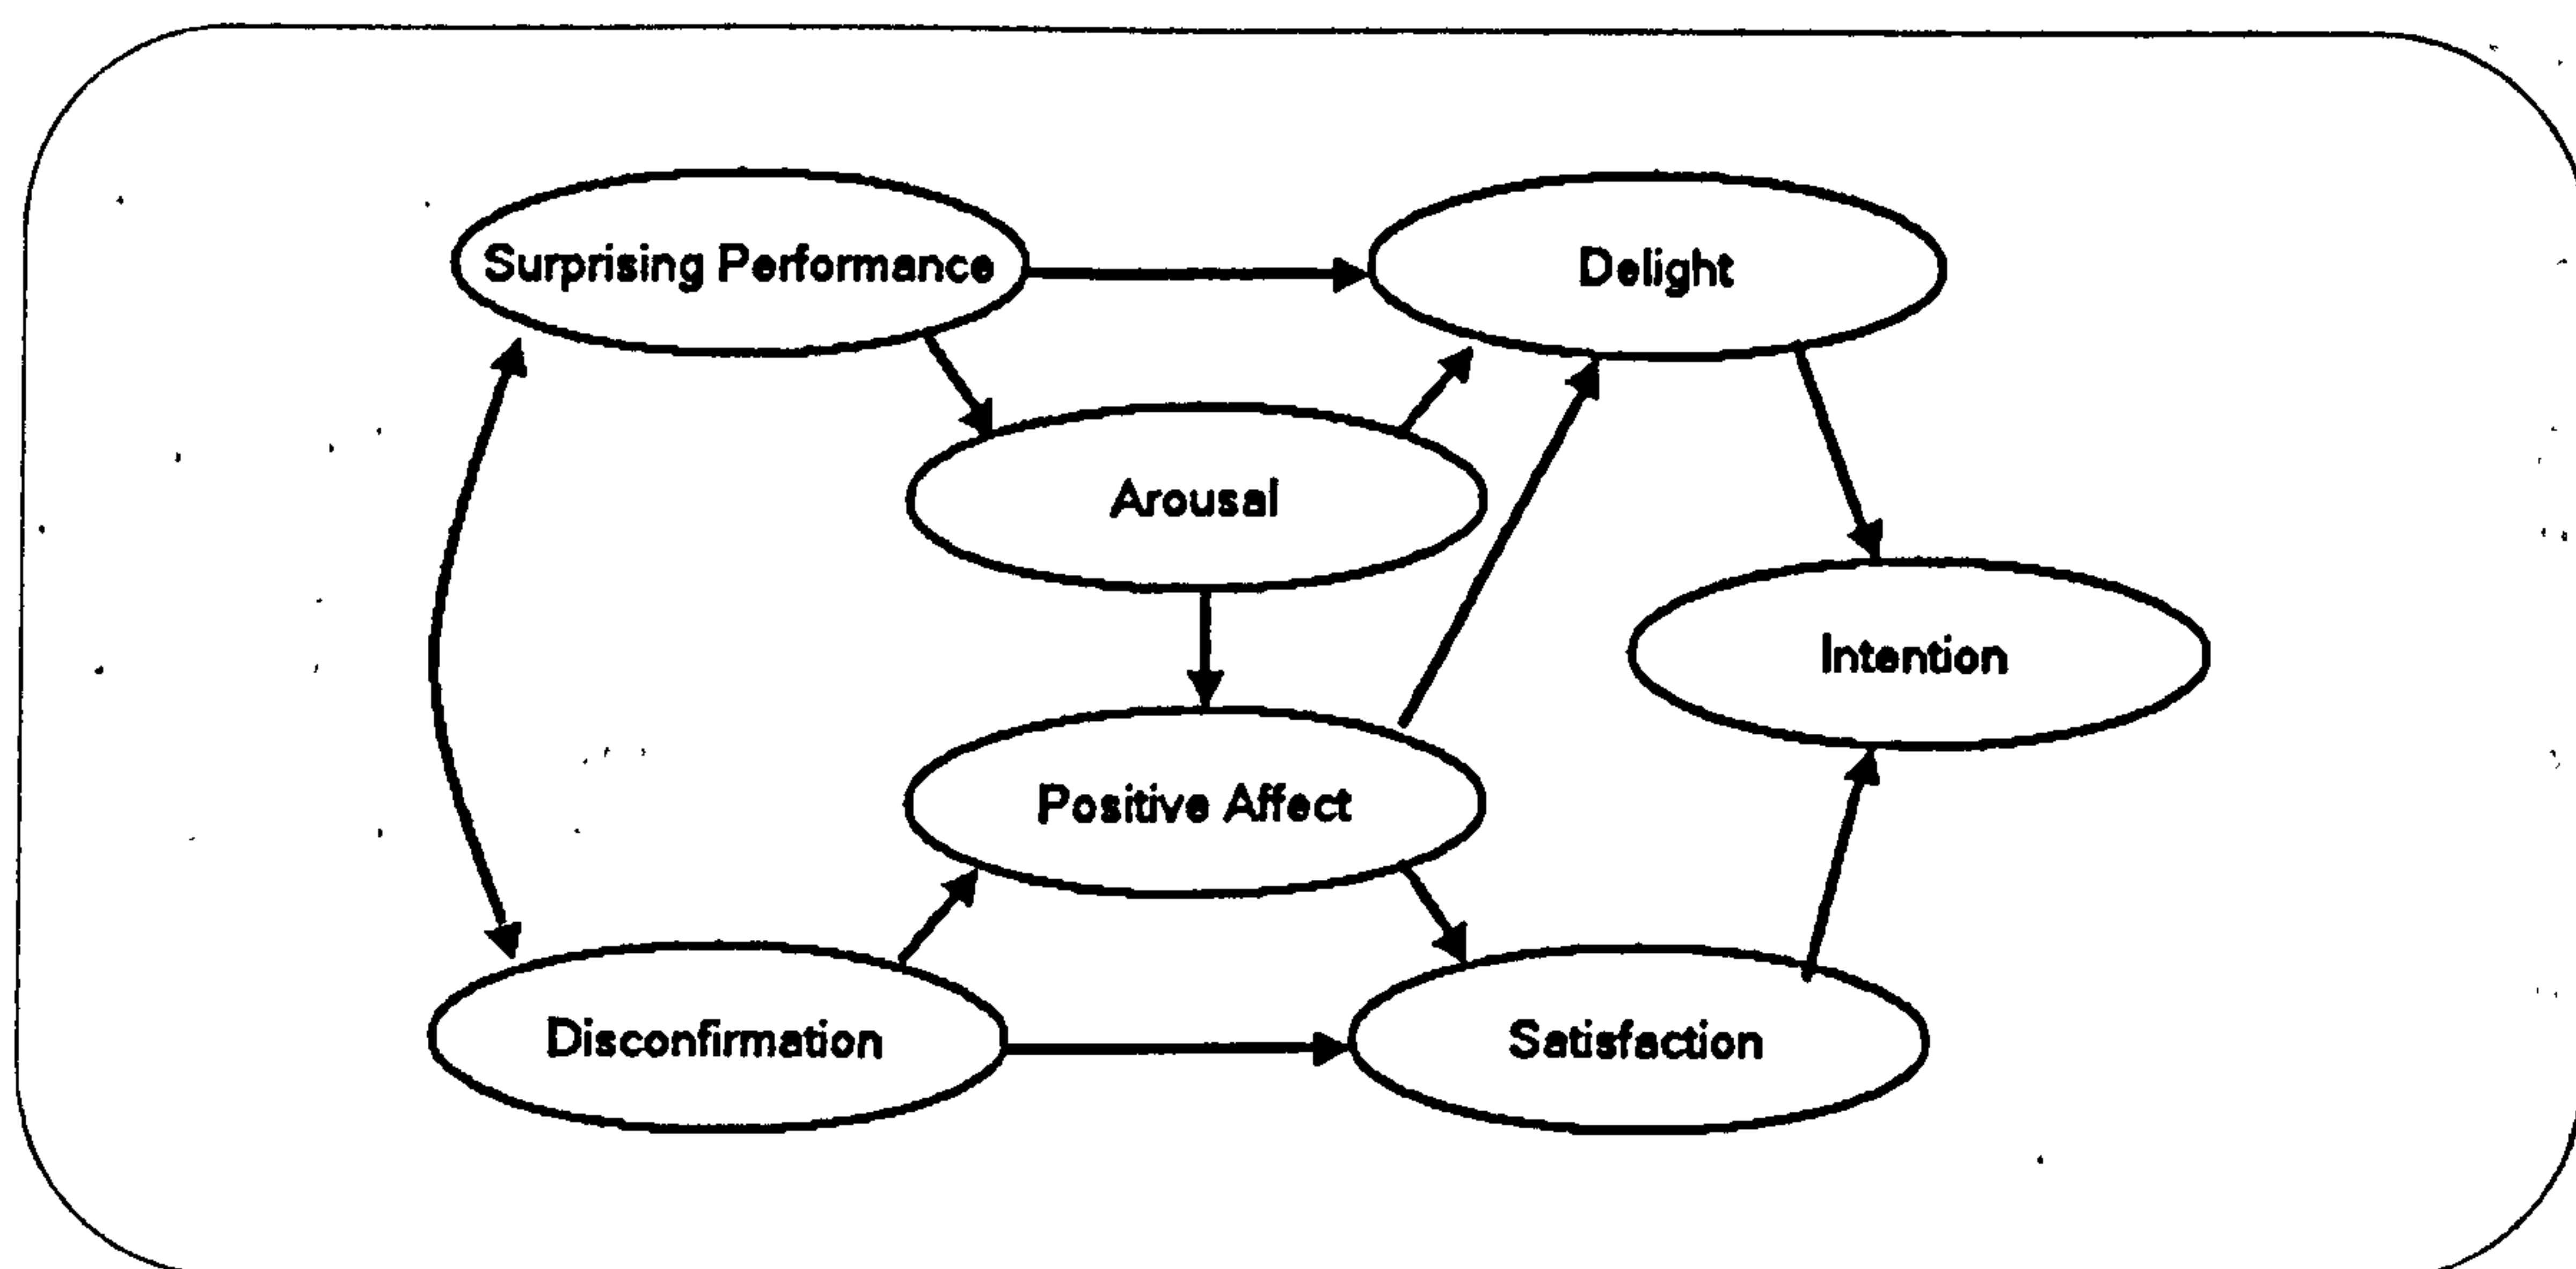 Surprising Performance
Delight
Arousal
Intention
Positive Affect
Disconfirmation
Satisfaction